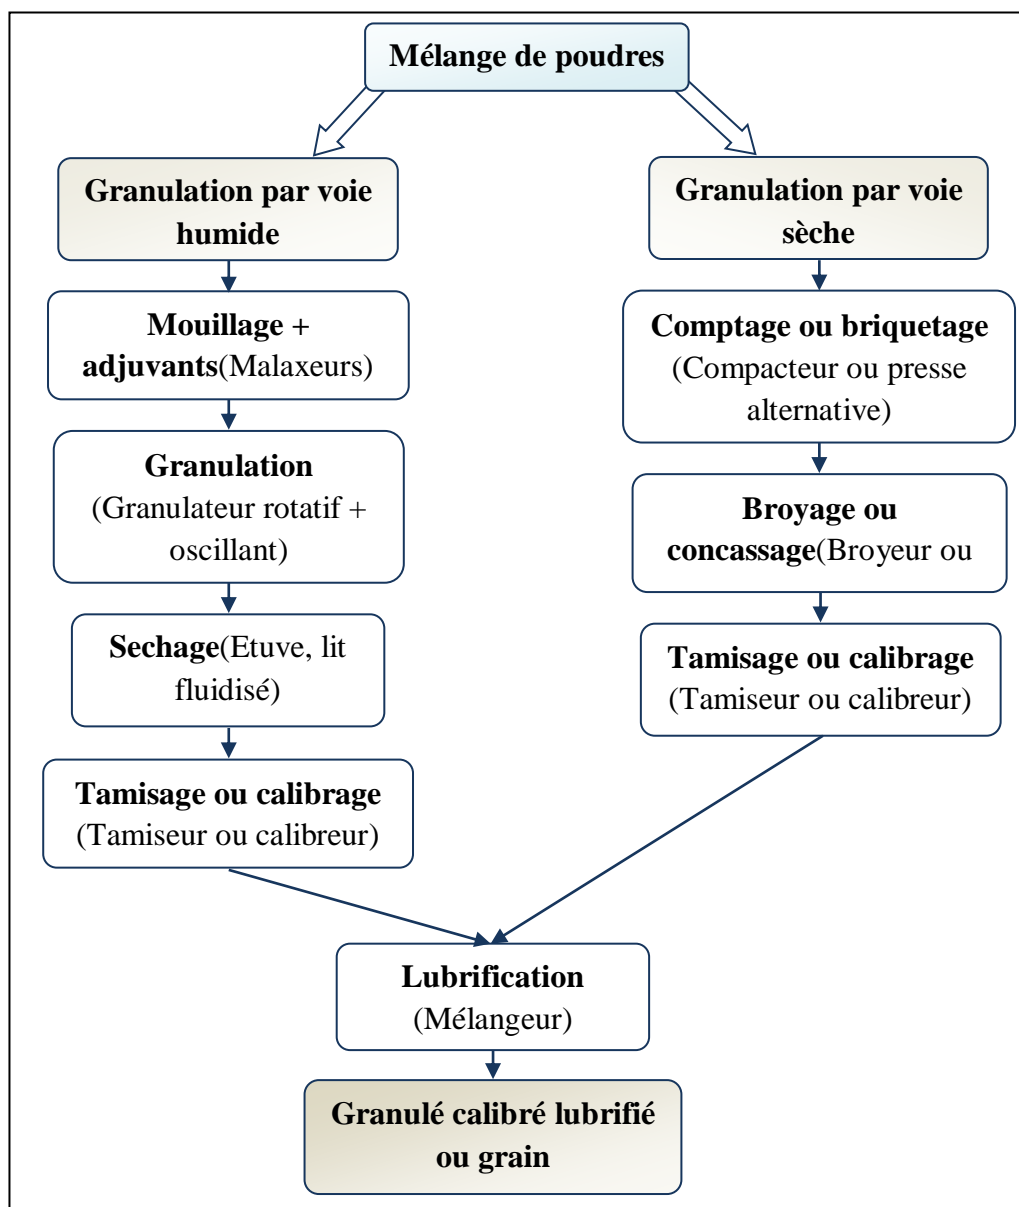 Mélange de poudres
Granulation par voie
humide
Mouillage +
adjuvants(Malaxeurs)
Granulation
(Granulateur rotatif +
oscillant)
Sechage(Etuve, lit
fluidisé)
Tamisage ou calibrage
(Tamiseur ou calibreur)
Granulation par voie
sèche
Comptage ou briquetage
(Compacteur ou presse
alternative)
Broyage ou
concassage(Broyeur ou
Tamisage ou calibrage
(Tamiseur ou calibreur)
Lubrification
(Mélangeur)
Granulé calibré lubrifié
ou grain